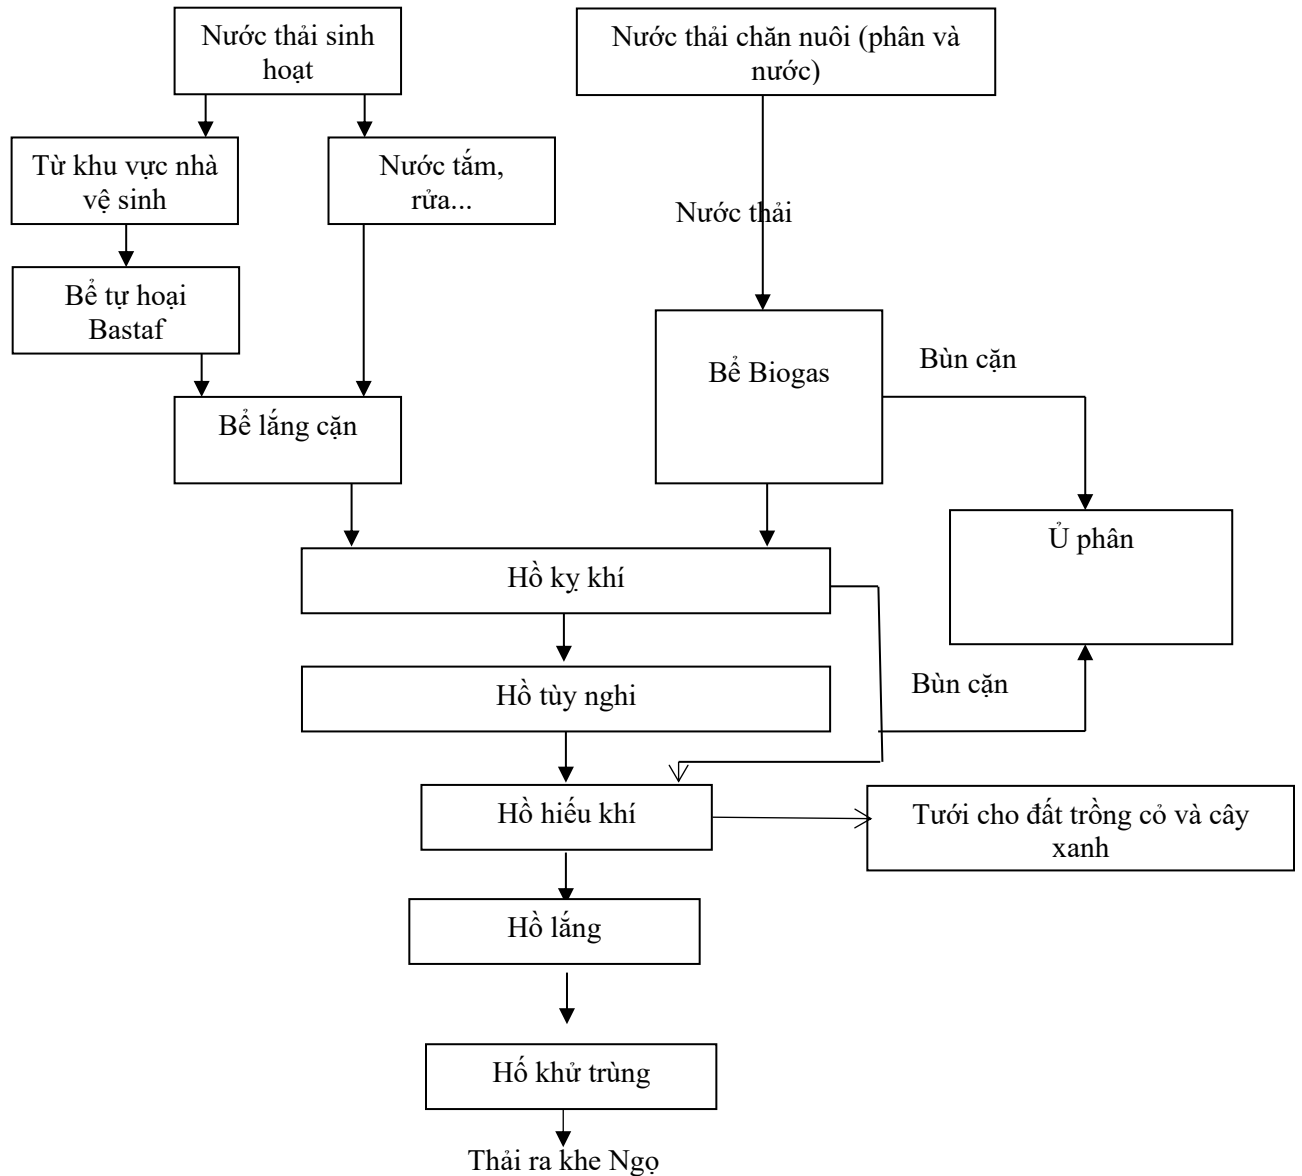 Nước thải sinh
hoạt
Nước thải chăn nuôi (phân và
nước)
Từ khu vực nhà
vệ sinh
Nước tắm,
rửa...
Nước thải
Bể tự hoại
Bastaf
Bể Biogas
Bùn cặn
Bể lắng cặn
Ủ phân
Hồ kỵ khí
Hồ tùy nghi
Bùn cặn
Hồ hiếu khí
Tưới cho đất trồng cỏ và cây
xanh
Hồ lắng
Hố khử trùng
Thải ra khe Ngọ